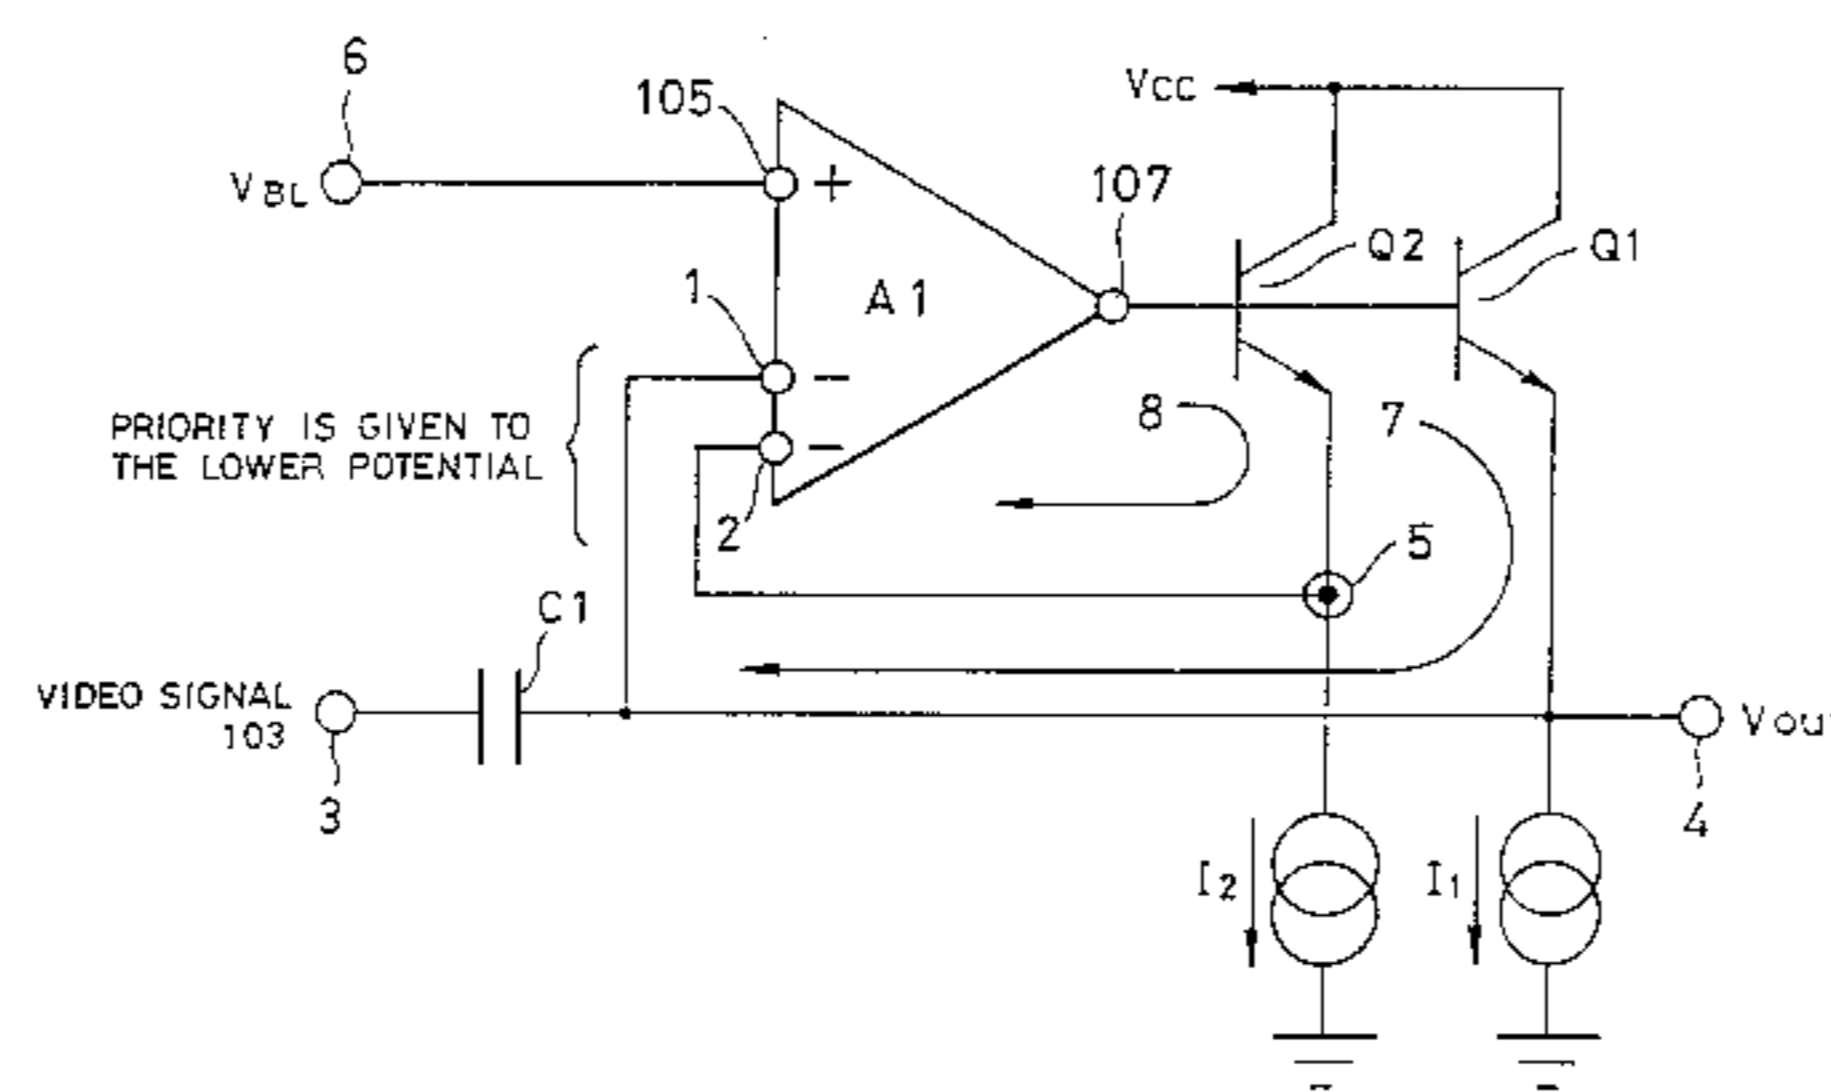 6
105
VCC
VBL
+
107
Q2
Q1
1
A1
−
8
7
PRIORITY IS GIVEN TO
THE LOWER POTENTIAL
−
2
5
C1
VIDEO SIGNAL
103
3
Vou
4
I2
I1